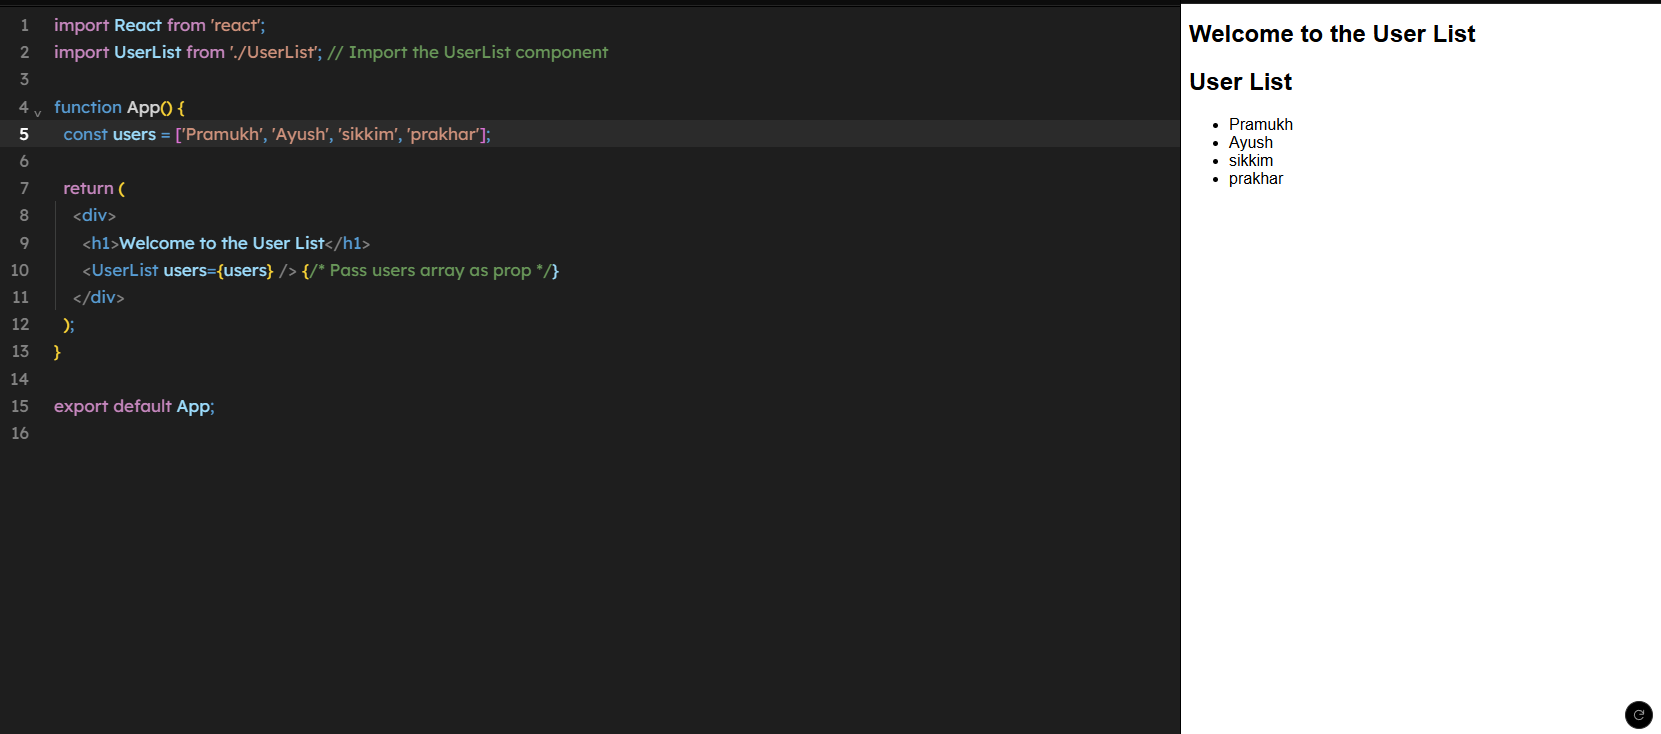 1 import React from 'react';
2 import UserList from './UserList'; // Import the UserList component
3
4 function App() {
5 const users = ['Pramukh', 'Ayush', 'sikkim', 'prakhar'];
6
7 return (
8 <div>
9 <h1>Welcome to the User List</h1>
10 <UserList users={users} /> {/* Pass users array as prop */}
11 </div>
12 );
13 }
14
15 export default App;
16
Welcome to the User List
User List
• Pramukh
• Ayush
• sikkim
• prakhar